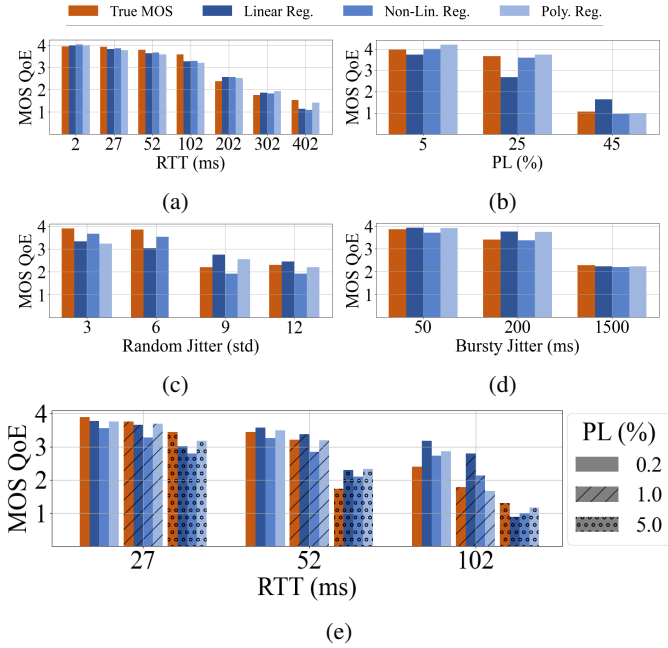 True MOS Linear Reg. Non-Lin. Reg. Poly. Reg.
MOS QoE
4
3
2
1
2 27 52 102 202 302 402
RTT (ms)
(a)
MOS QoE
4
3
2
1
5 25 45
PL (%)
(b)
MOS QoE
4
3
2
1
3 6 9 12
Random Jitter (std)
(c)
MOS QoE
4
3
2
1
50 200 1500
Bursty Jitter (ms)
(d)
MOS QoE
4
3
2
1
27 52 102
RTT (ms)
PL (%)
0.2
1.0
5.0
(e)